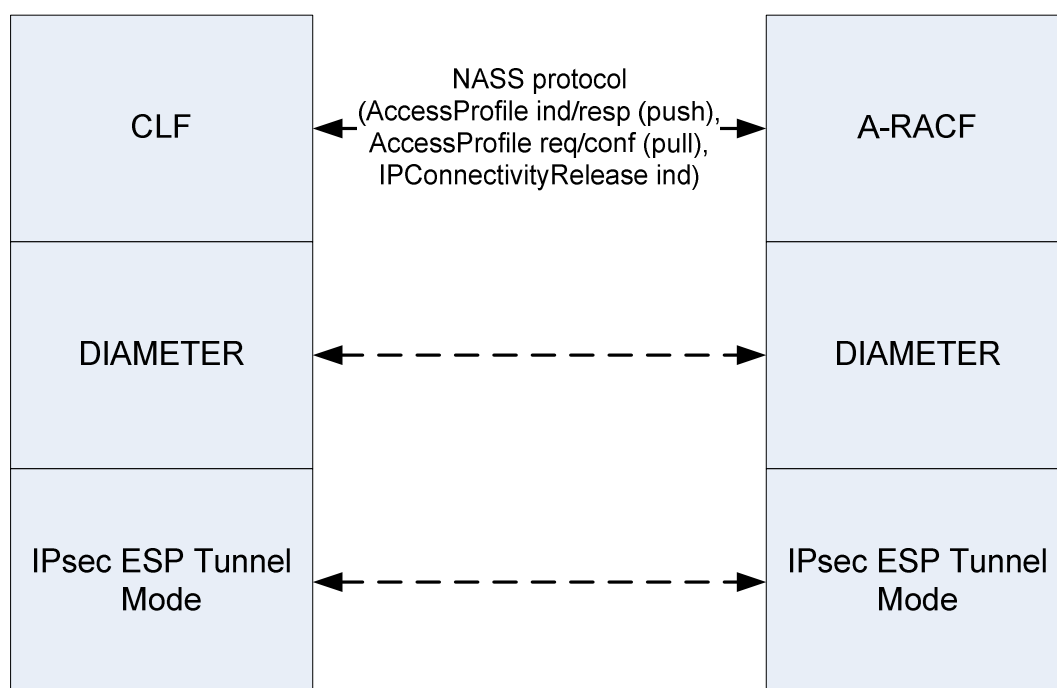 NASS protocol
(AccessProfile ind/resp (push),
CLF
A-RACF
AccessProfile req/conf (pull),
IPConnectivityRelease ind)
DIAMETER
DIAMETER
IPsec ESP Tunnel
Mode
IPsec ESP Tunnel
Mode